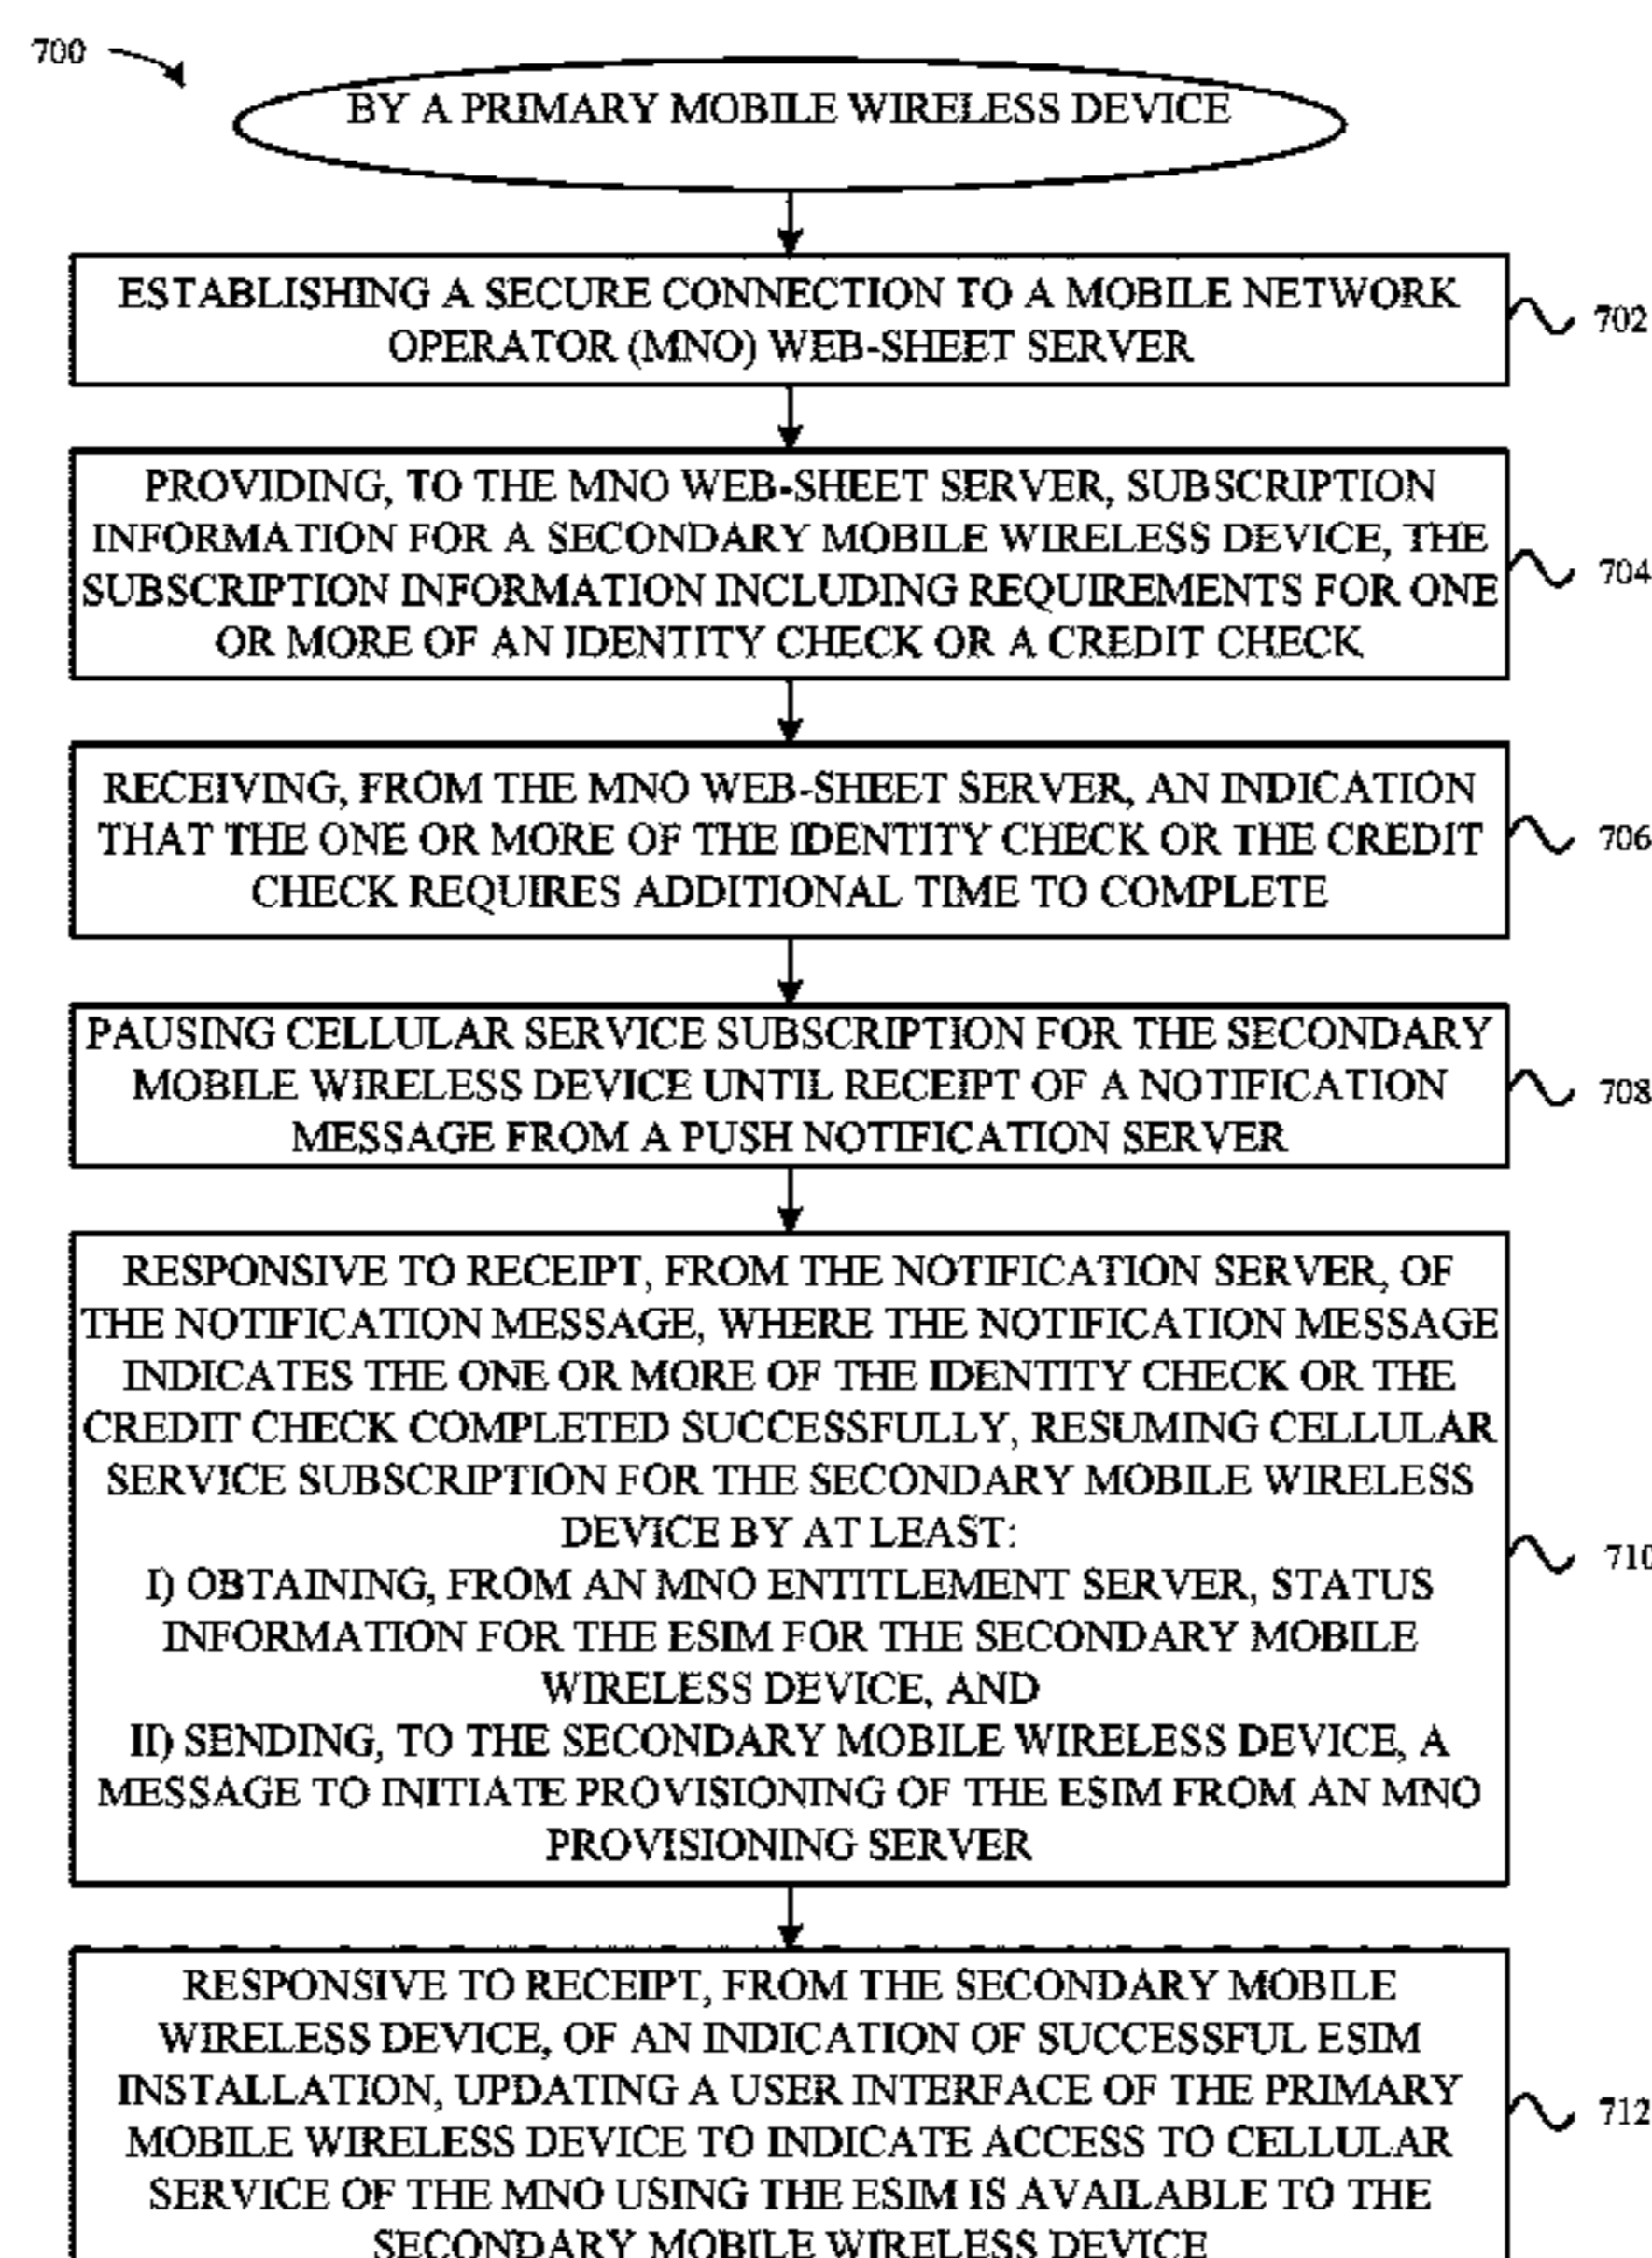 700
BY A PRIMARY MOBILE WIRELESS DEVICE
ESTABLISHING A SECURE CONNECTION TO A MOBILE NETWORK
OPERATOR (MNO) WEB-SHEET SERVER
702
PROVIDING, TO THE MNO WEB-SHEET SERVER, SUBSCRIPTION
INFORMATION FOR A SECONDARY MOBILE WIRELESS DEVICE, THE
SUBSCRIPTION INFORMATION INCLUDING REQUIREMENTS FOR ONE
OR MORE OF AN IDENTITY CHECK OR A CREDIT CHECK
704
RECEIVING, FROM THE MNO WEB-SHEET SERVER, AN INDICATION
THAT THE ONE OR MORE OF THE IDENTITY CHECK OR THE CREDIT
CHECK REQUIRES ADDITIONAL TIME TO COMPLETE
706
PAUSING CELLULAR SERVICE SUBSCRIPTION FOR THE SECONDARY
MOBILE WIRELESS DEVICE UNTIL RECEIPT OF A NOTIFICATION
MESSAGE FROM A PUSH NOTIFICATION SERVER
708
RESPONSIVE TO RECEIPT, FROM THE NOTIFICATION SERVER, OF
THE NOTIFICATION MESSAGE, WHERE THE NOTIFICATION MESSAGE
INDICATES THE ONE OR MORE OF THE IDENTITY CHECK OR THE
CREDIT CHECK COMPLETED SUCCESSFULLY, RESUMING CELLULAR
SERVICE SUBSCRIPTION FOR THE SECONDARY MOBILE WIRELESS
DEVICE BY AT LEAST:
I) OBTAINING, FROM AN MNO ENTITLEMENT SERVER, STATUS
INFORMATION FOR THE ESIM FOR THE SECONDARY MOBILE
WIRELESS DEVICE, AND
II) SENDING, TO THE SECONDARY MOBILE WIRELESS DEVICE, A
MESSAGE TO INITIATE PROVISIONING OF THE ESIM FROM AN MNO
PROVISIONING SERVER
710
RESPONSIVE TO RECEIPT, FROM THE SECONDARY MOBILE
WIRELESS DEVICE, OF AN INDICATION OF SUCCESSFUL ESIM
INSTALLATION, UPDATING A USER INTERFACE OF THE PRIMARY
MOBILE WIRELESS DEVICE TO INDICATE ACCESS TO CELLULAR
SERVICE OF THE MNO USING THE ESIM IS AVAILABLE TO THE
SECONDARY MOBILE WIRELESS DEVICE
712